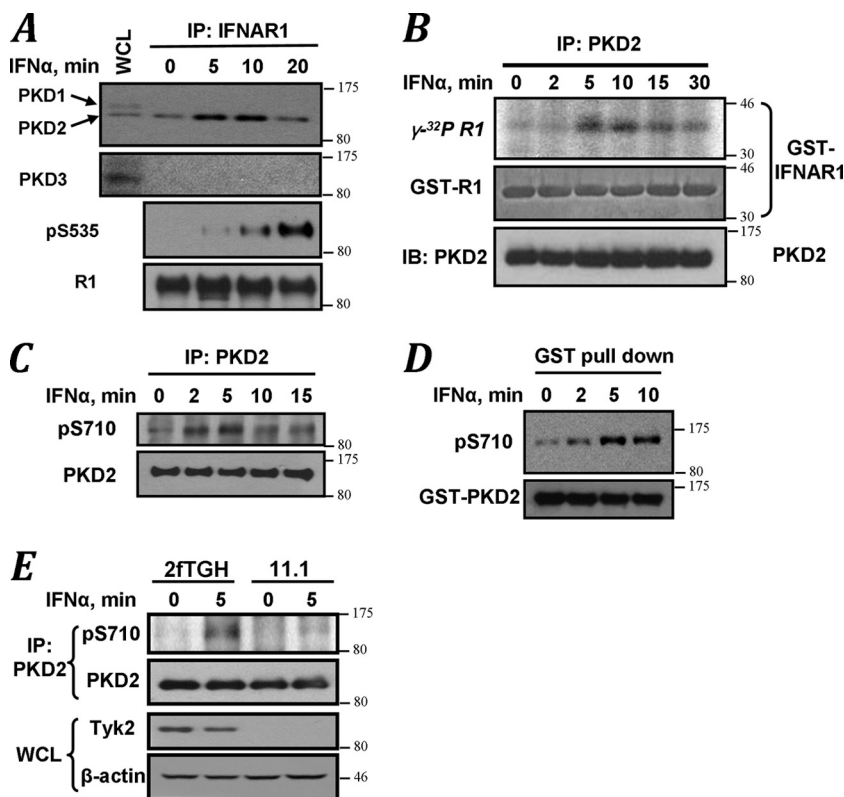 A
IP: IFNAR1
WCL
IFNα, min
0 5 10 20
PKD1
PKD2
175
80
PKD3
175
80
pS535
80
R1
80
B
IP: PKD2
IFNα, min 0 2 5 10 15 30
γ-³²P R1
46
30
GST-R1
46
30
GST-
IFNAR1
IB: PKD2
175
80
PKD2
C
IP: PKD2
IFNα, min 0 2 5 10 15
pS710
80
PKD2
175
80
D
GST pull down
IFNα, min 0 2 5 10
pS710
175
80
GST-PKD2
175
E
2fTGH 11.1
IFNα, min 0 5 0 5
IP:
PKD2
pS710
175
80
PKD2
80
WCL
Tyk2
80
β-actin
46